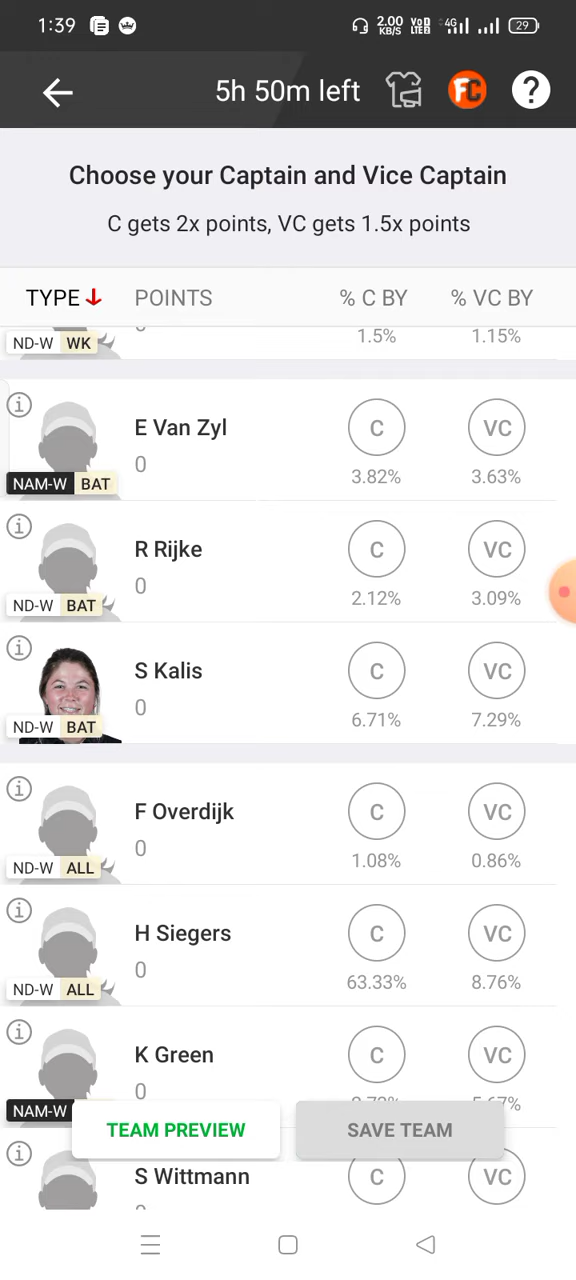 1:39 2.00 KB/S VoD LTE2 4G 29
5h 50m left FC ?
Choose your Captain and Vice Captain
C gets 2x points, VC gets 1.5x points
TYPE POINTS % C BY % VC BY
ND-W WK 1.5% 1.15%
E Van Zyl C VC
0
NAM-W BAT 3.82% 3.63%
R Rijke C VC
0
ND-W BAT 2.12% 3.09%
S Kalis C VC
0
ND-W BAT 6.71% 7.29%
F Overdijk C VC
0
ND-W ALL 1.08% 0.86%
H Siegers C VC
0
ND-W ALL 63.33% 8.76%
K Green C VC
0
NAM-W
TEAM PREVIEW SAVE TEAM
S Wittmann C VC